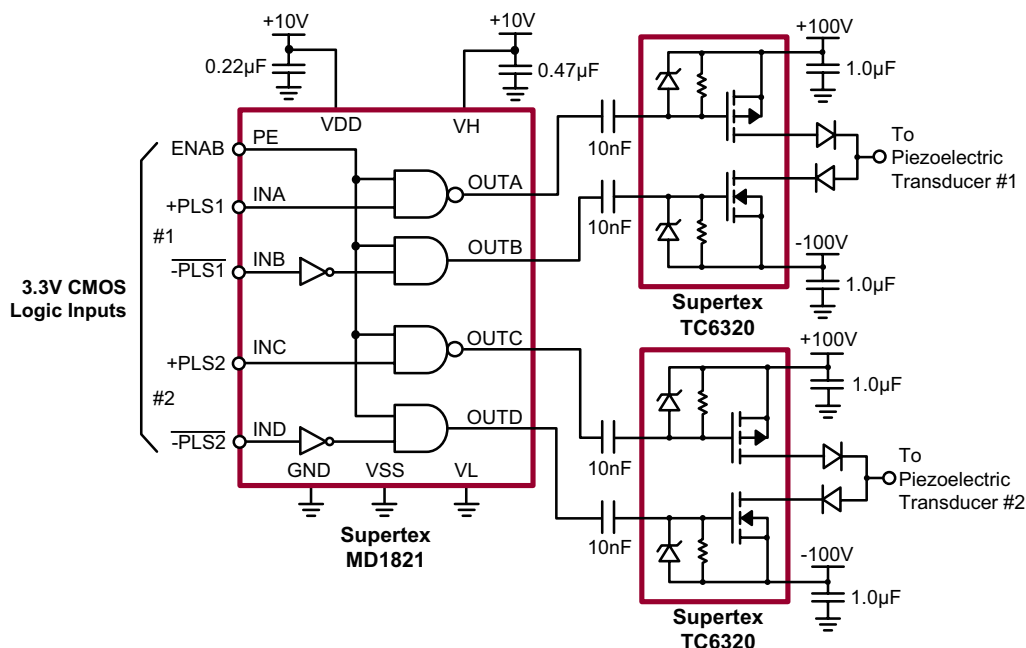 +10V
+10V
+100V
0.22µF
0.47µF
1.0µF
VDD
VH
ENAB
PE
To
Piezoelectric
Transducer #1
10nF
OUTA
+PLS1
INA
#1
OUTB
10nF
-PLS1
INB
-100V
1.0µF
3.3V CMOS
Logic Inputs
Supertex
TC6320
+PLS2
INC
OUTC
+100V
1.0µF
#2
OUTD
-PLS2
IND
10nF
To
Piezoelectric
Transducer #2
GND
VSS
VL
10nF
Supertex
MD1821
-100V
1.0µF
Supertex
TC6320